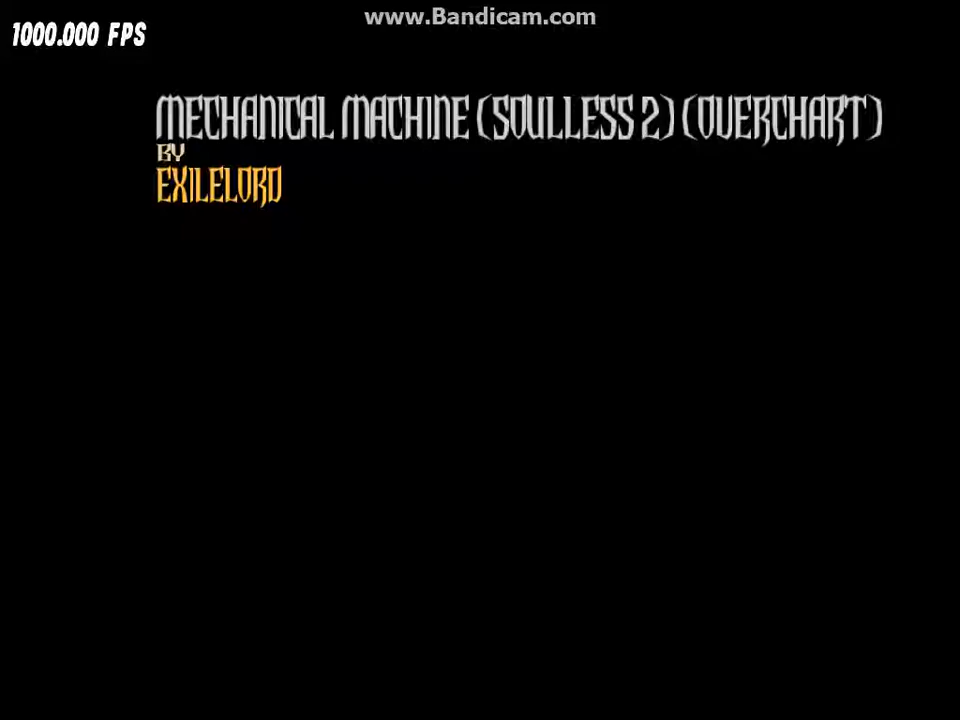 www.Bandicam.com
1000.000 FPS
MECHANICAL MACHINE (SOULLESS 2) (OVERCHART)
BY
EXILELORD